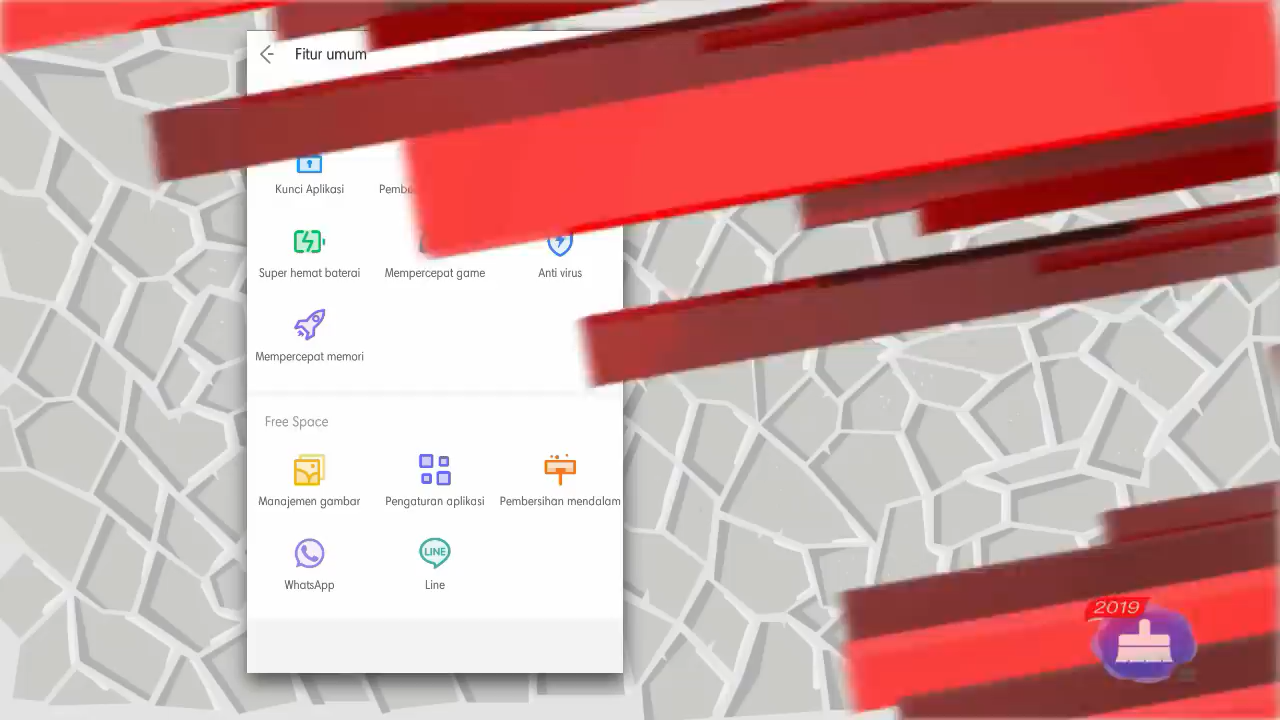 Fitur umum
Kunci Aplikasi
Super hemat baterai Mempercepat game Anti virus
Mempercepat memori
Free Space
Manajemen gambar Pengaturan aplikasi Pembersihan mendalam
WhatsApp LINE Line
2019